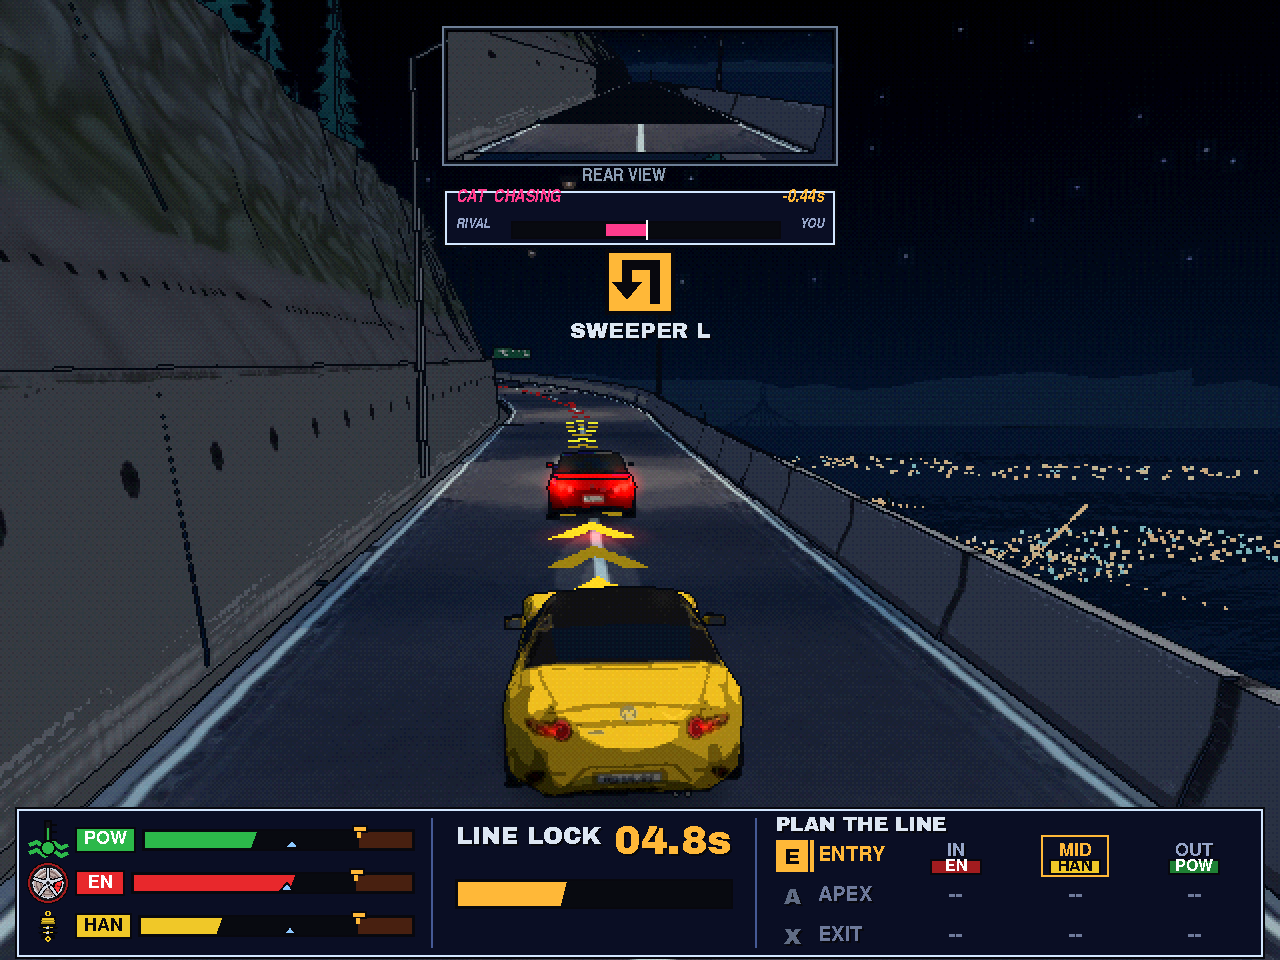 REAR VIEW
CAT CHASING -0.44s
RIVAL YOU
SWEEPER L
POW
EN
HAN
LINE LOCK 04.8s
PLAN THE LINE
E ENTRY IN EN MID HAN OUT POW
A APEX -- -- --
X EXIT -- -- --